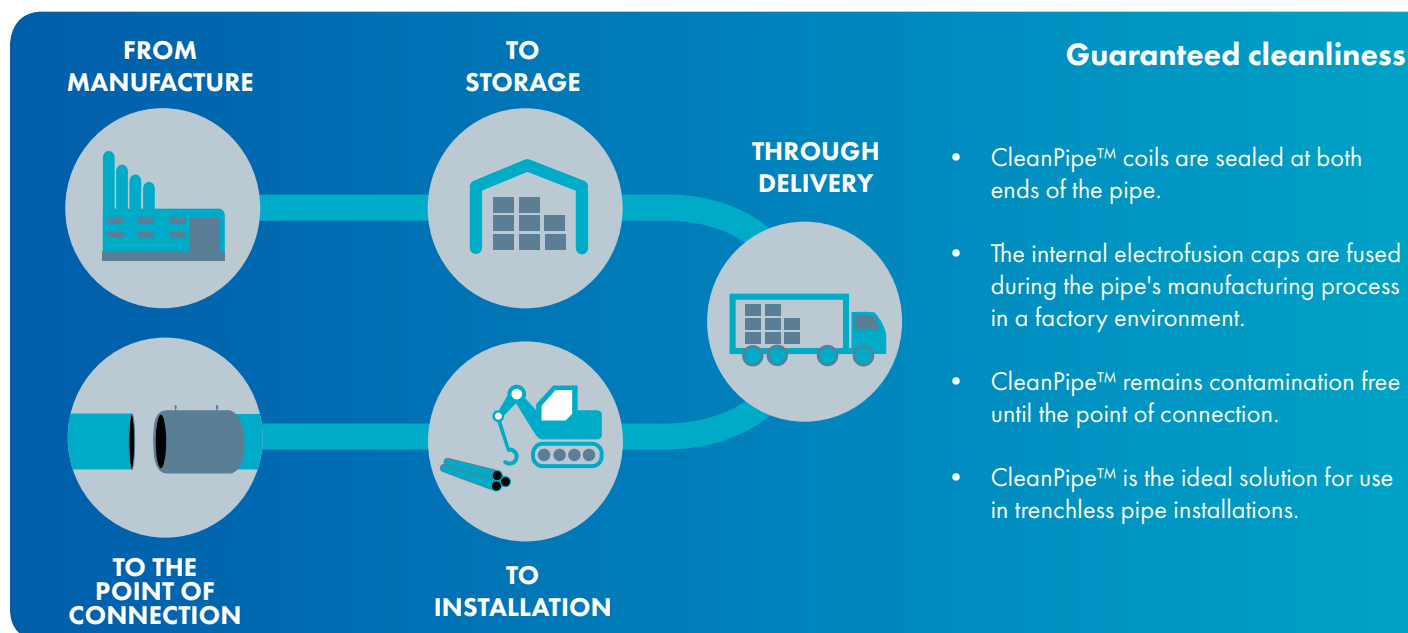 FROM
MANUFACTURE
TO
STORAGE
THROUGH
DELIVERY
TO
INSTALLATION
TO THE
POINT OF
CONNECTION
Guaranteed cleanliness
• CleanPipe™ coils are sealed at both
ends of the pipe.
• The internal electrofusion caps are fused
during the pipe's manufacturing process
in a factory environment.
• CleanPipe™ remains contamination free
until the point of connection.
• CleanPipe™ is the ideal solution for use
in trenchless pipe installations.